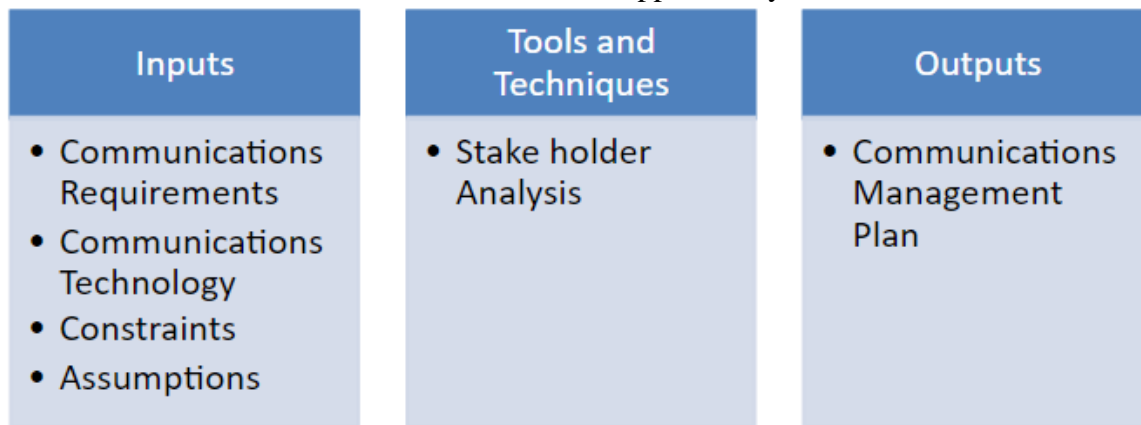 Inputs
• Communications
Requirements
• Communications
Technology
• Constraints
• Assumptions
Tools and
Techniques
• Stake holder
Analysis
Outputs
• Communications
Management
Plan